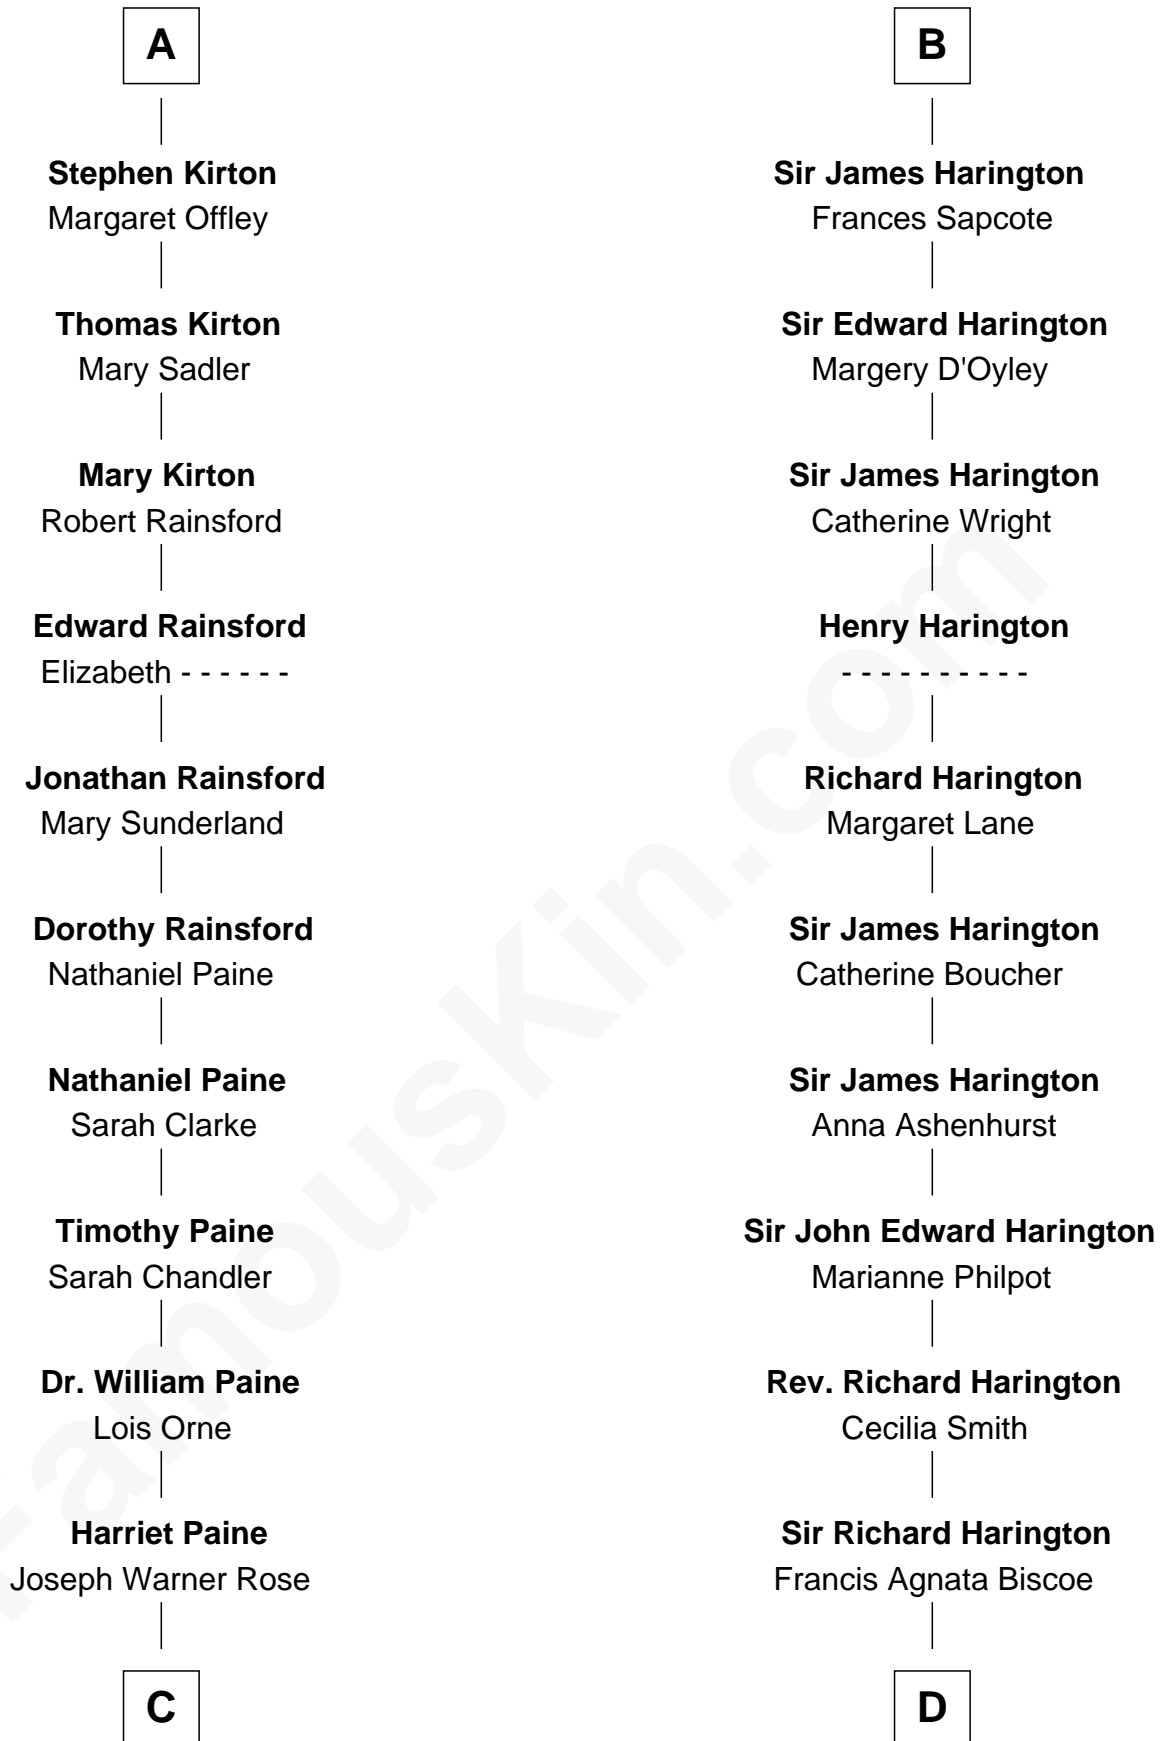 A
Stephen Kirton
Margaret Offley
Thomas Kirton
Mary Sadler
Mary Kirton
Robert Rainsford
Edward Rainsford
Elizabeth - - - - - -
Jonathan Rainsford
Mary Sunderland
Dorothy Rainsford
Nathaniel Paine
Nathaniel Paine
Sarah Clarke
Timothy Paine
Sarah Chandler
Dr. William Paine
Lois Orne
Harriet Paine
Joseph Warner Rose
C
B
Sir James Harington
Frances Sapcote
Sir Edward Harington
Margery D'Oyley
Sir James Harington
Catherine Wright
Henry Harington
- - - - - - - - - -
Richard Harington
Margaret Lane
Sir James Harington
Catherine Boucher
Sir James Harington
Anna Ashenhurst
Sir John Edward Harington
Marianne Philpot
Rev. Richard Harington
Cecilia Smith
Sir Richard Harington
Francis Agnata Biscoe
D
FamousKin.com